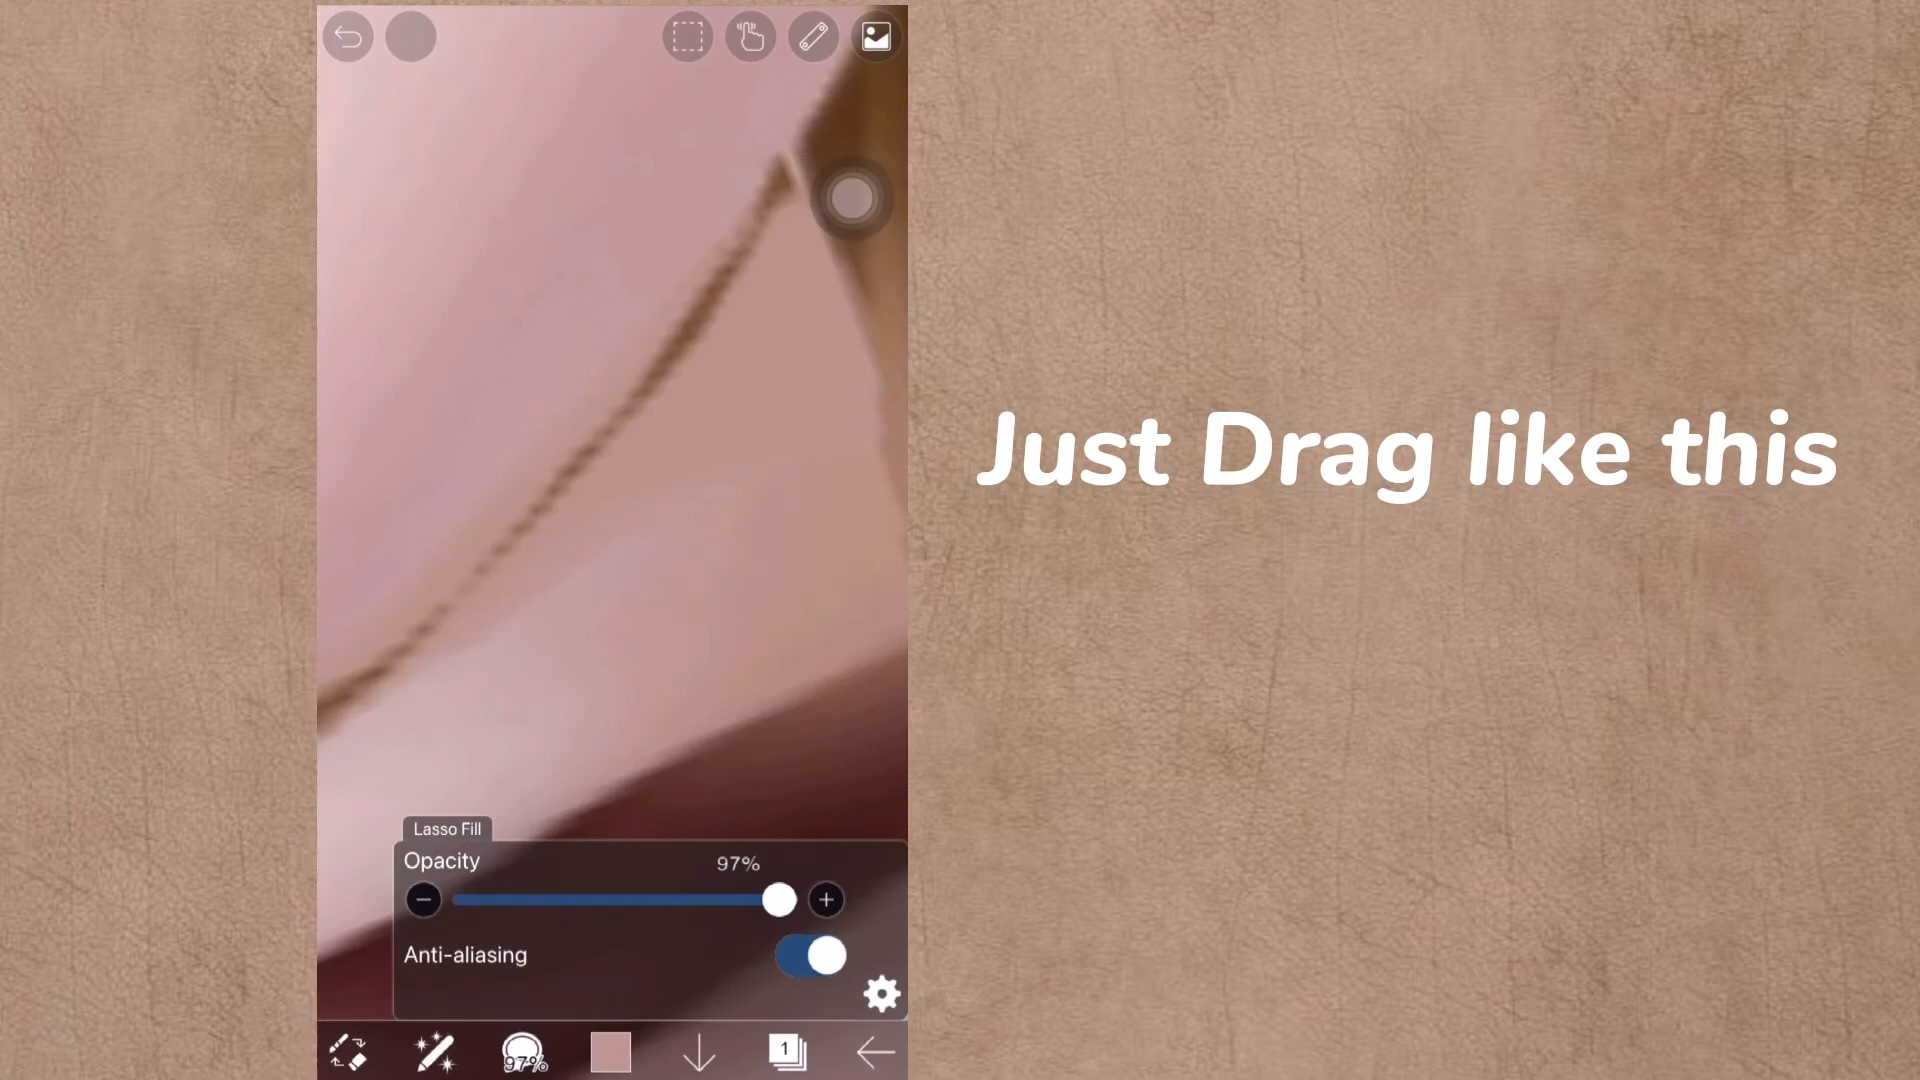 Just Drag like this
Lasso Fill
Opacity 97%
Anti-aliasing
97%
1